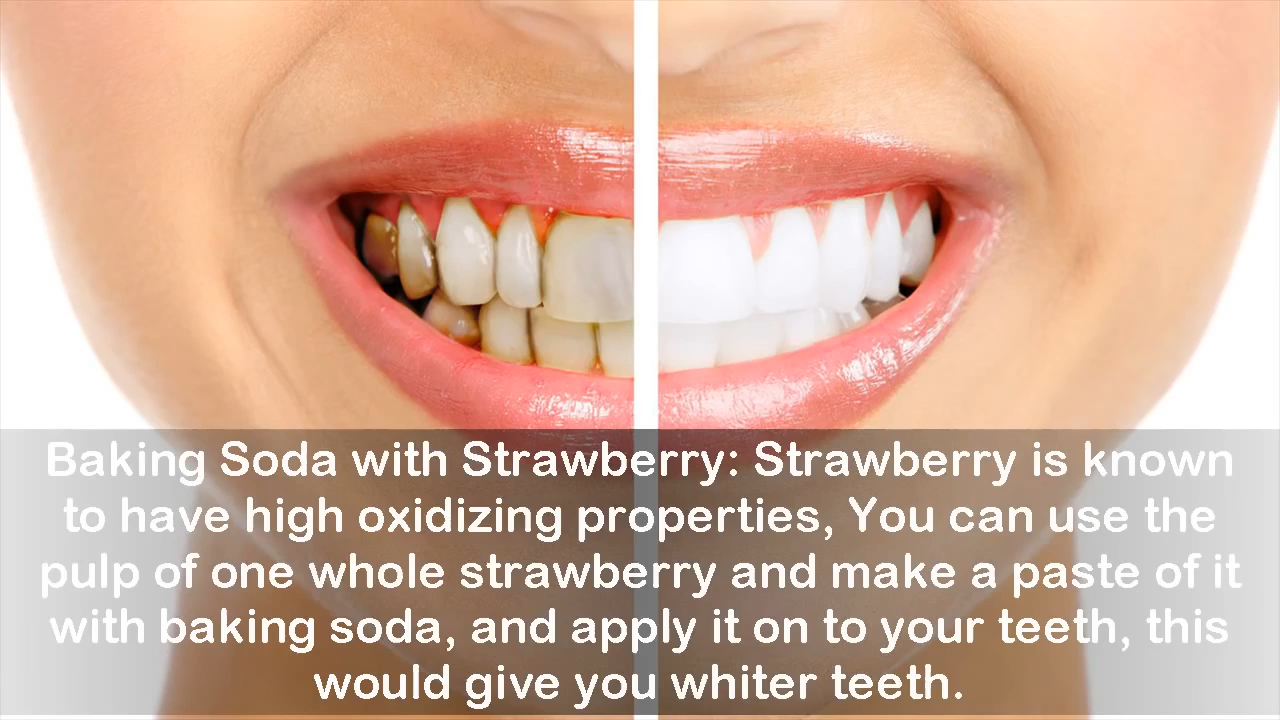 Baking Soda with Strawberry: Strawberry is known
to have high oxidizing properties, You can use the
pulp of one whole strawberry and make a paste of it
with baking soda, and apply it on to your teeth, this
would give you whiter teeth.